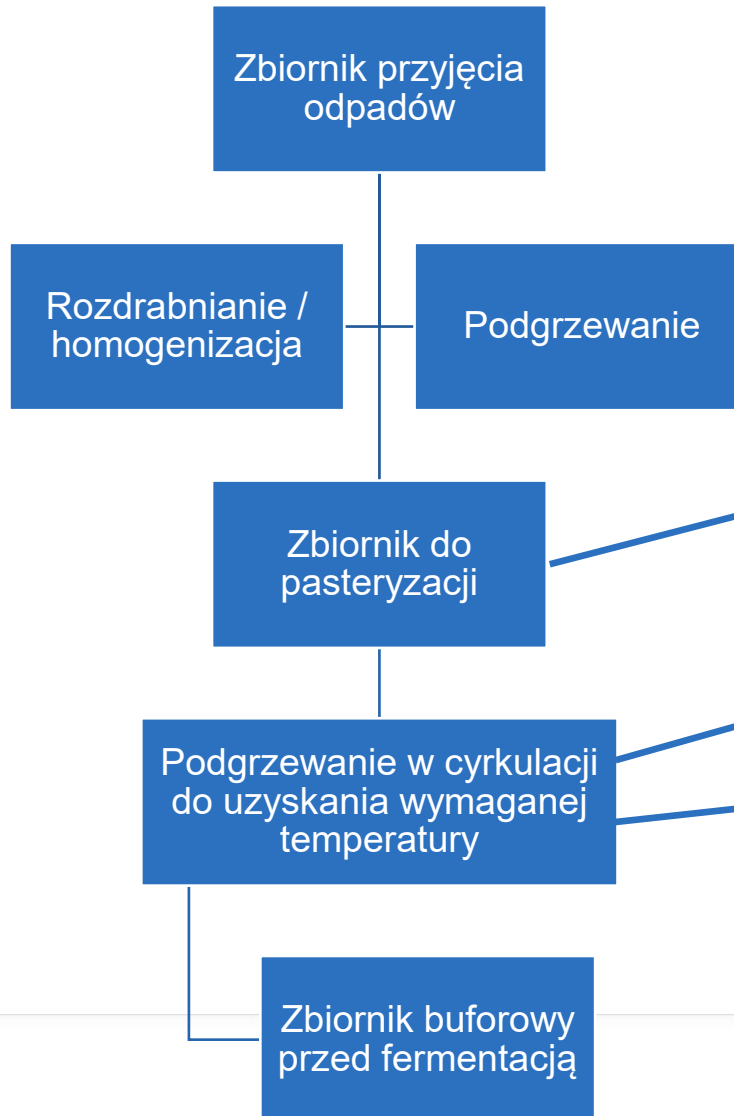 Zbiornik przyjęcia
odpadów
Rozdrabnianie /
homogenizacja
Podgrzewanie
Zbiornik do
pasteryzacji
Podgrzewanie w cyrkulacji
do uzyskania wymaganej
temperatury
Zbiornik buforowy
przed fermentacją